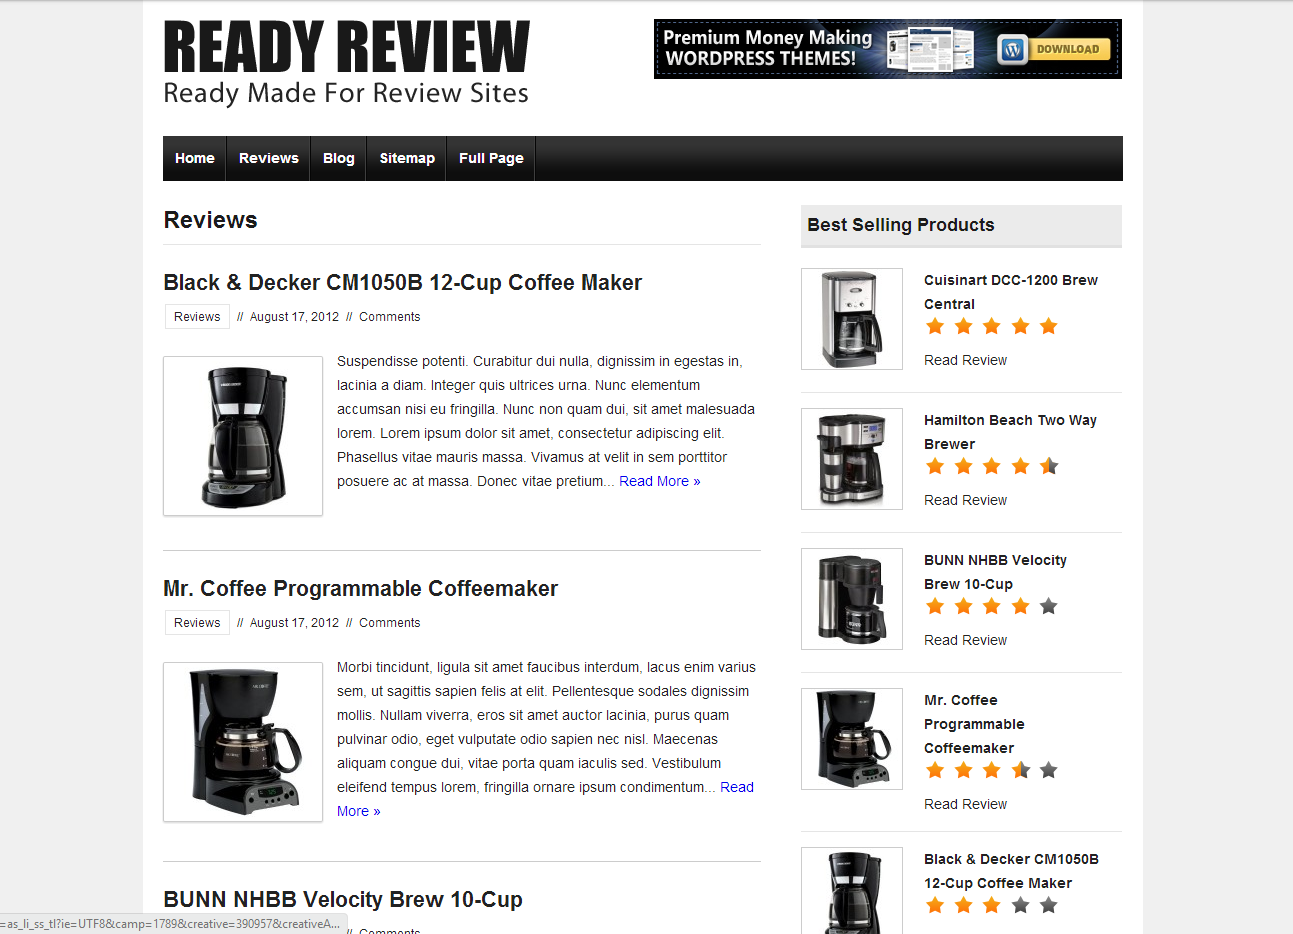 READY REVIEW
Ready Made For Review Sites
Premium Money Making
WORDPRESS THEMES!
DOWNLOAD
Home
Reviews
Blog
Sitemap
Full Page
Reviews
Black & Decker CM1050B 12-Cup Coffee Maker
Reviews // August 17, 2012 // Comments
Suspendisse potenti. Curabitur dui nulla, dignissim in egestas in,
lacinia a diam. Integer quis ultrices urna. Nunc elementum
accumsan nisi eu fringilla. Nunc non quam dui, sit amet malesuada
lorem. Lorem ipsum dolor sit amet, consectetur adipiscing elit.
Phasellus vitae mauris massa. Vivamus at velit in sem porttitor
posuere ac at massa. Donec vitae pretium... Read More »
Mr. Coffee Programmable Coffeemaker
Reviews // August 17, 2012 // Comments
Morbi tincidunt, ligula sit amet faucibus interdum, lacus enim varius
sem, ut sagittis sapien felis at elit. Pellentesque sodales dignissim
mollis. Nullam viverra, eros sit amet auctor lacinia, purus quam
pulvinar odio, eget vulputate odio sapien nec nisl. Maecenas
aliquam congue dui, vitae porta quam iaculis sed. Vestibulum
eleifend tempus lorem, fringilla ornare ipsum condimentum... Read
More »
BUNN NHBB Velocity Brew 10-Cup
// Comments
=as_li_ss_tl?ie=UTF8&camp=1789&creative=390957&creativeA...
Best Selling Products
Cuisinart DCC-1200 Brew
Central
Read Review
Hamilton Beach Two Way
Brewer
Read Review
BUNN NHBB Velocity
Brew 10-Cup
Read Review
Mr. Coffee
Programmable
Coffeemaker
Read Review
Black & Decker CM1050B
12-Cup Coffee Maker